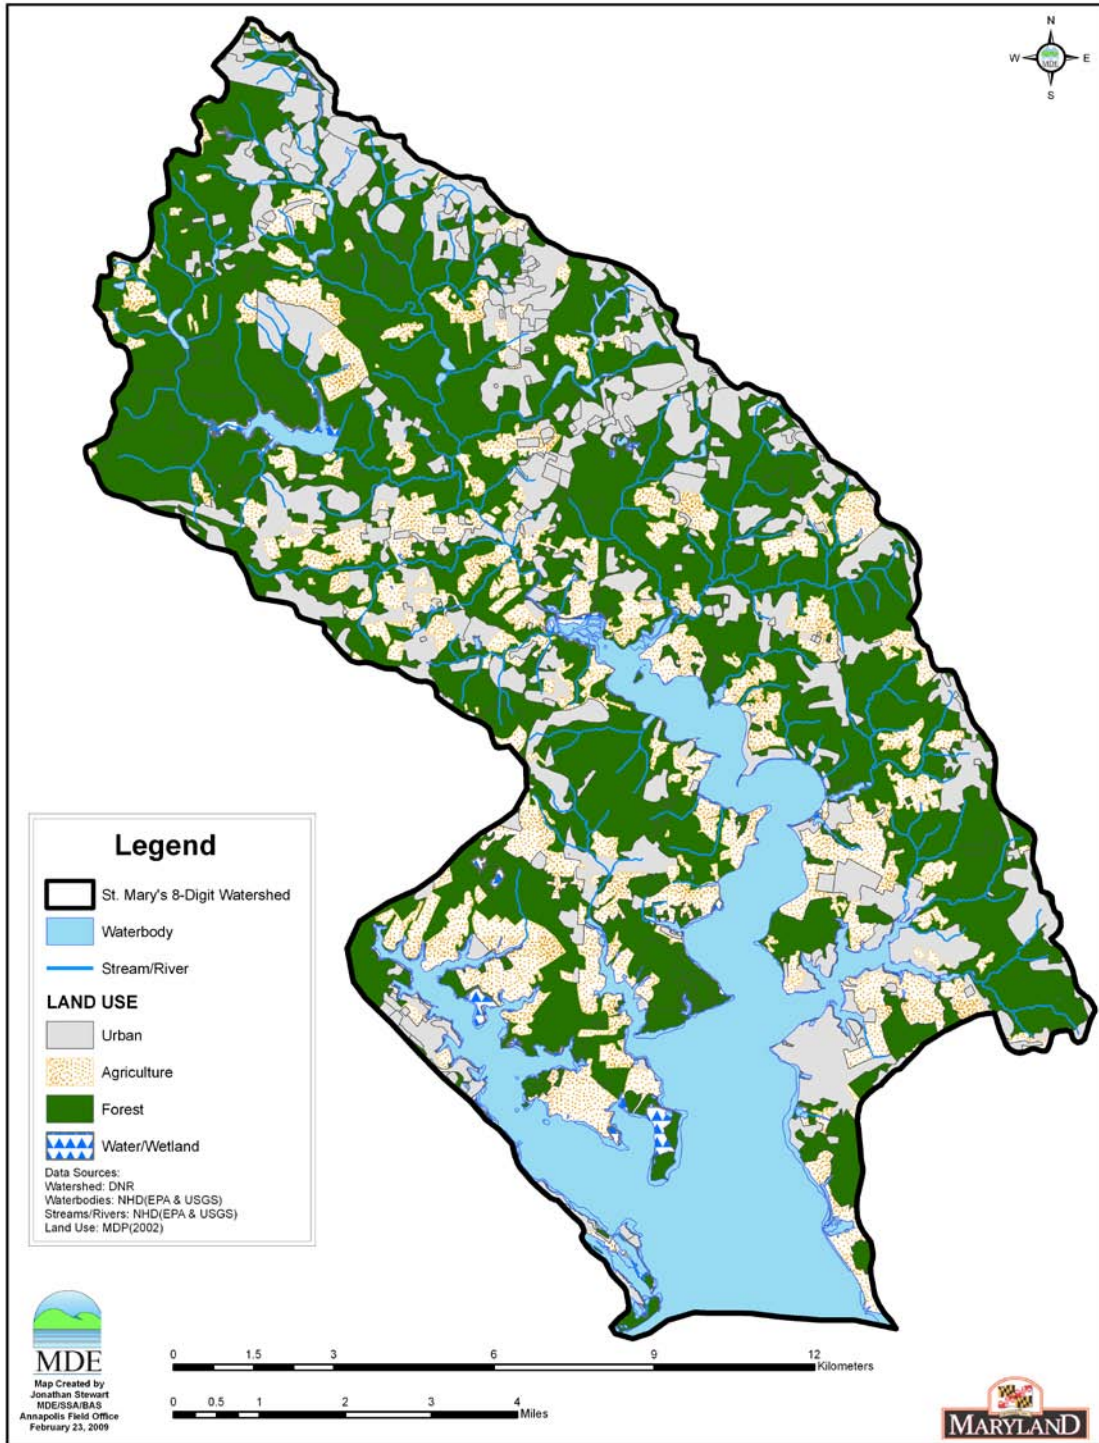 N
W
E
MDE
S
Legend
St. Mary's 8-Digit Watershed
Waterbody
Stream/River
LAND USE
Urban
Agriculture
Forest
Water/Wetland
Data Sources:
Watershed: DNR
Waterbodies: NHD(EPA & USGS)
Streams/Rivers: NHD(EPA & USGS)
Land Use: MDP(2002)
MDE
Map Created by
Jonathan Stewart
MDE/SSA/BAS
Annapolis Field Office
February 23, 2009
0 1.5 3 6 9 12
Kilometers
0 0.5 1 2 3 4
Miles
MARYLAND